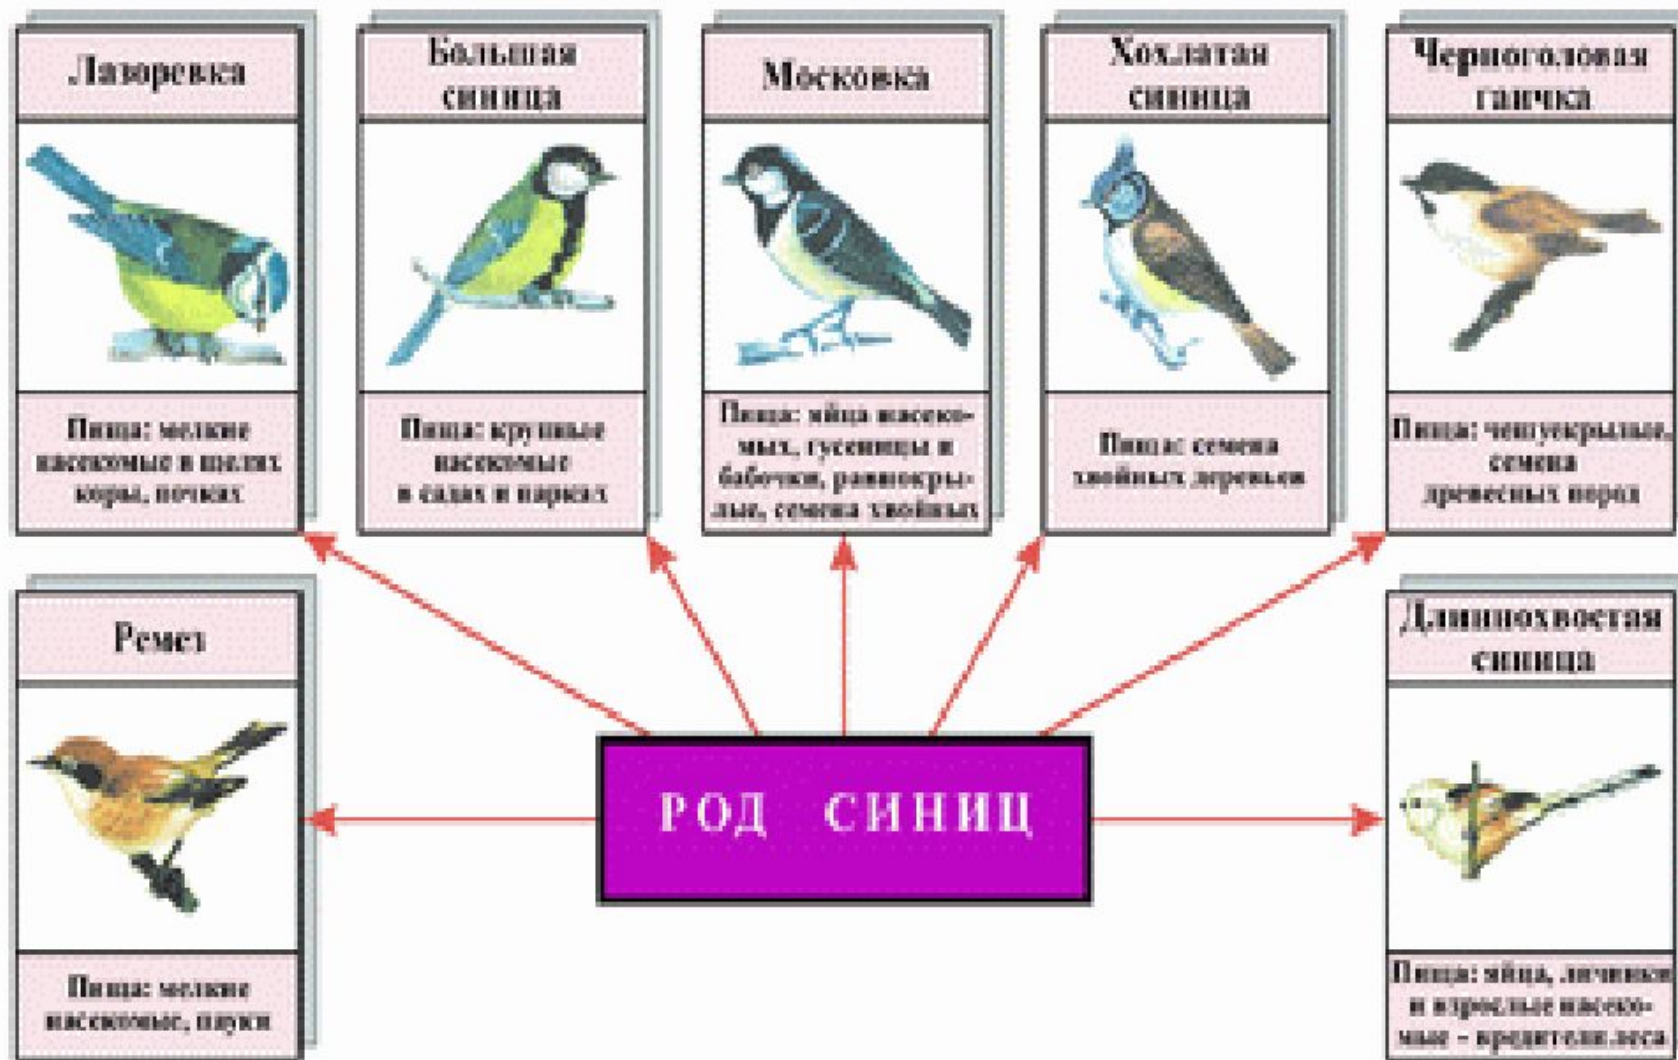 Лазоревка
Большая
синица
Московка
Хохлатая
синица
Черноголовая
гаичка
Пища: мелкие
насекомые в щелях
коры, почках
Пища: крупные
насекомые
в садах и парках
Пища: яйца насеко-
мых, гусеницы и
бабочки, равнокры-
лые, семена хвойных
Пища: семена
хвойных деревьев
Пища: чешуекрылые,
семена
древесных пород
Ремез
Длиннохвостая
синица
РОД СИНИЦ
Пища: мелкие
насекомые, пауки
Пища: яйца, личинки
и взрослые насеко-
мые – вредители леса